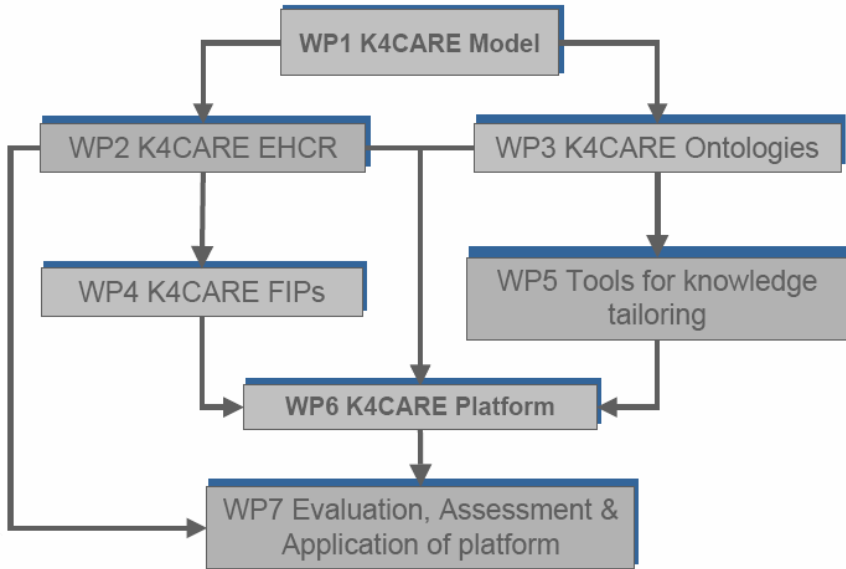 WP1 K4CARE Model
WP2 K4CARE EHCR
WP3 K4CARE Ontologies
WP4 K4CARE FIPs
WP5 Tools for knowledge
tailoring
WP6 K4CARE Platform
WP7 Evaluation, Assessment &
Application of platform